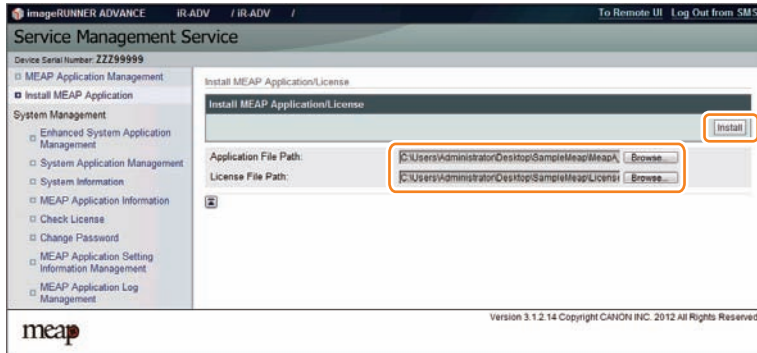 imageRUNNER ADVANCE iR-ADV / iR-ADV / To Remote UI Log Out from SMS
Service Management Service
Device Serial Number: ZZZ99999
MEAP Application Management
Install MEAP Application
System Management
Enhanced System Application
Management
System Application Management
System Information
MEAP Application Information
Check License
Change Password
MEAP Application Setting
Information Management
MEAP Application Log
Management
Install MEAP Application/License
Install MEAP Application/License
Install
Application File Path: C:\Users\Administrator\Desktop\SampleMeap\MeapA Browse...
License File Path: C:\Users\Administrator\Desktop\SampleMeap\Licens Browse...
meap
Version 3.1.2.14 Copyright CANON INC. 2012 All Rights Reserved